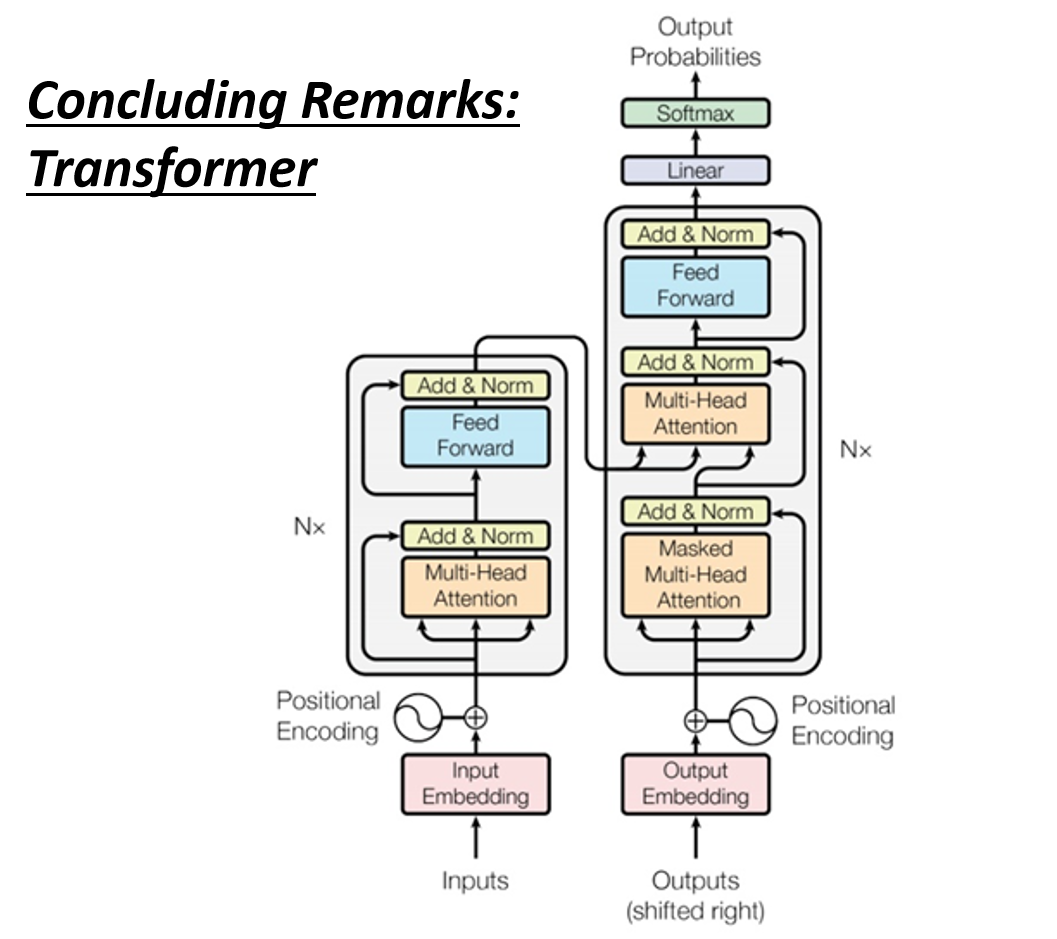 Concluding Remarks:
Transformer
Output
Probabilities
Softmax
Linear
Add & Norm
Feed
Forward
Add & Norm
Multi-Head
Attention
Add & Norm
Masked
Multi-Head
Attention
N×
Add & Norm
Feed
Forward
Add & Norm
Multi-Head
Attention
N×
Positional
Encoding
Positional
Encoding
Input
Embedding
Output
Embedding
Inputs
Outputs
(shifted right)